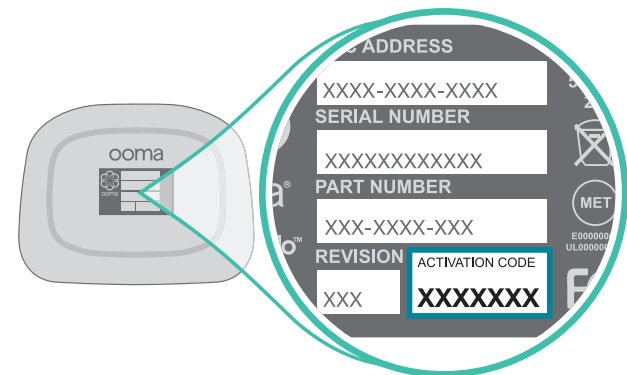 ooma
ooma
C ADDRESS
XXXX-XXXX-XXXX
SERIAL NUMBER
XXXXXXXXXXXX
PART NUMBER
XXX-XXXX-XXX
MET
REVISION
ACTIVATION CODE
XXX
XXXXXXX